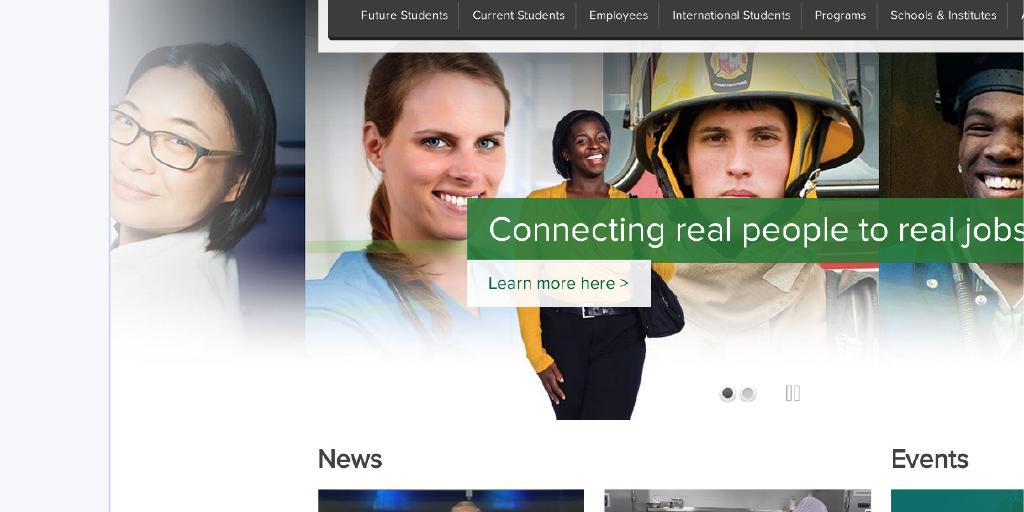 Future Students
Current Students
Employees
International Students
Programs
Schools & Institutes
Connecting real people to real jobs
Learn more here >
News
Events